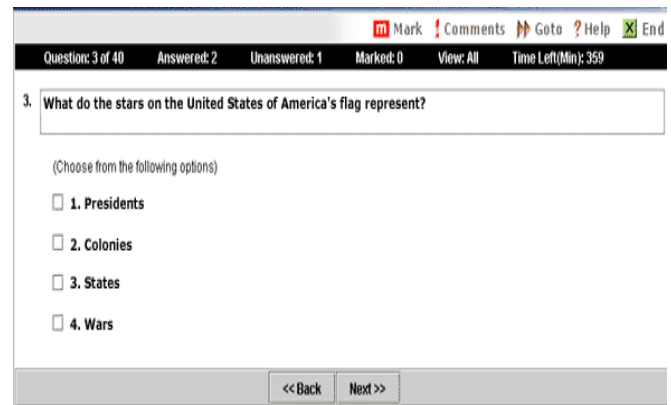 m Mark ! Comments Goto ? Help X End
Question: 3 of 40 Answered: 2 Unanswered: 1 Marked: 0 View: All Time Left(Min): 359
3. What do the stars on the United States of America's flag represent?
(Choose from the following options)
1. Presidents
2. Colonies
3. States
4. Wars
<< Back Next >>